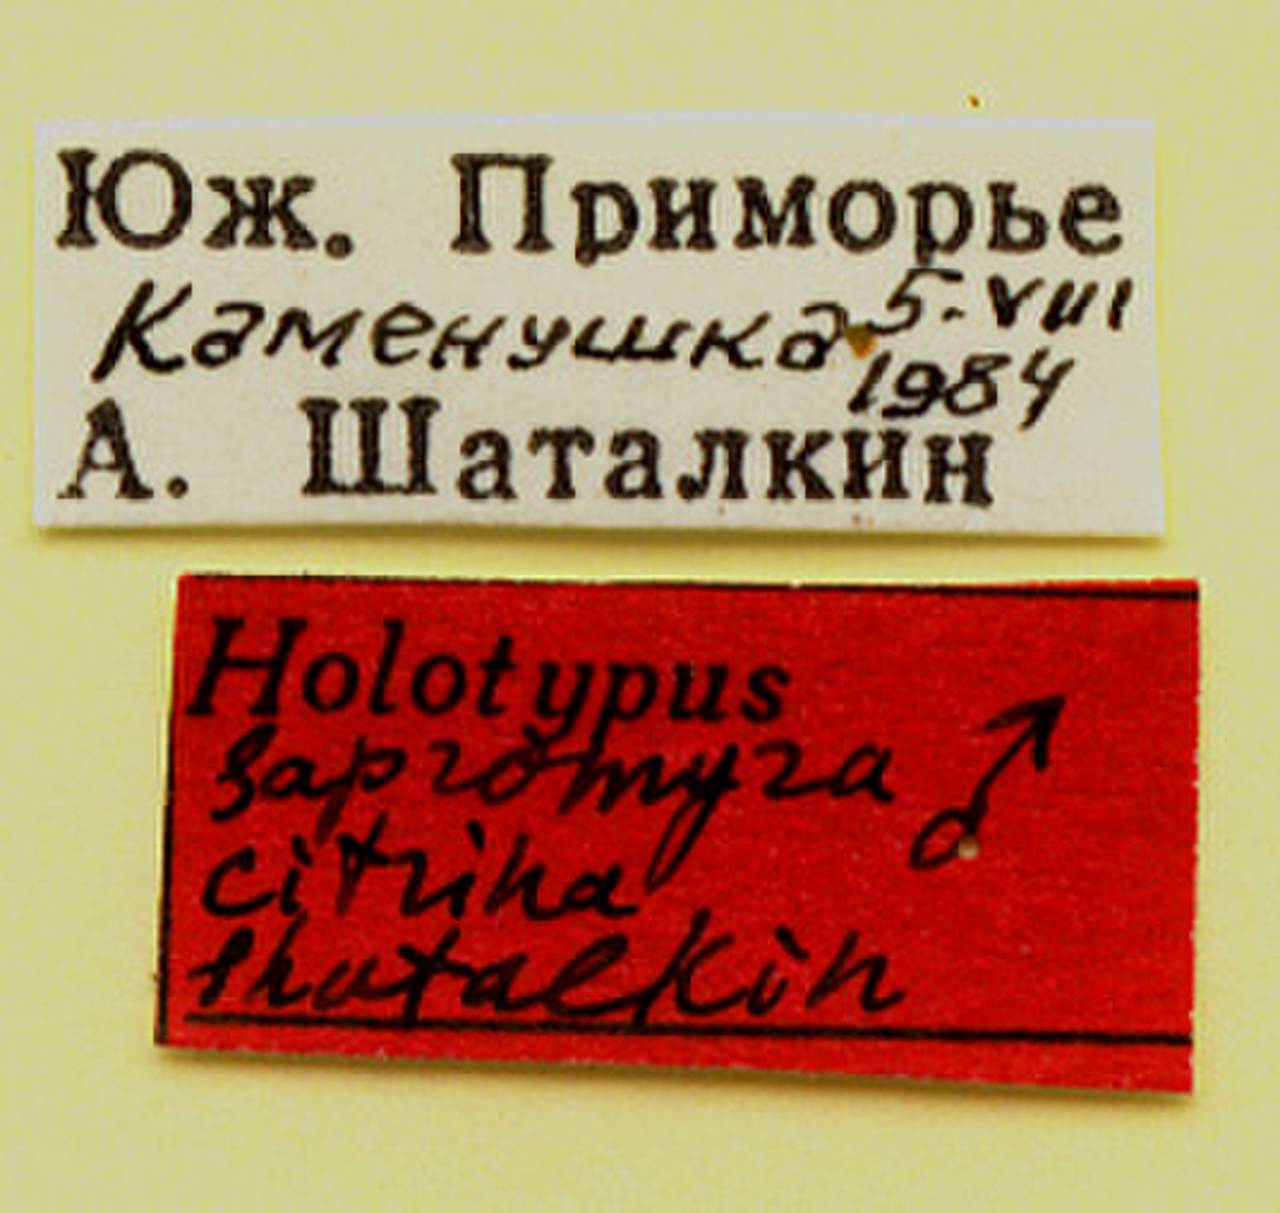 Юж. Приморье
Каменушка 5.VIII
1984
А. Шаталкин
Holotypus
Sapromyza ♂
citrina
Shatalkin